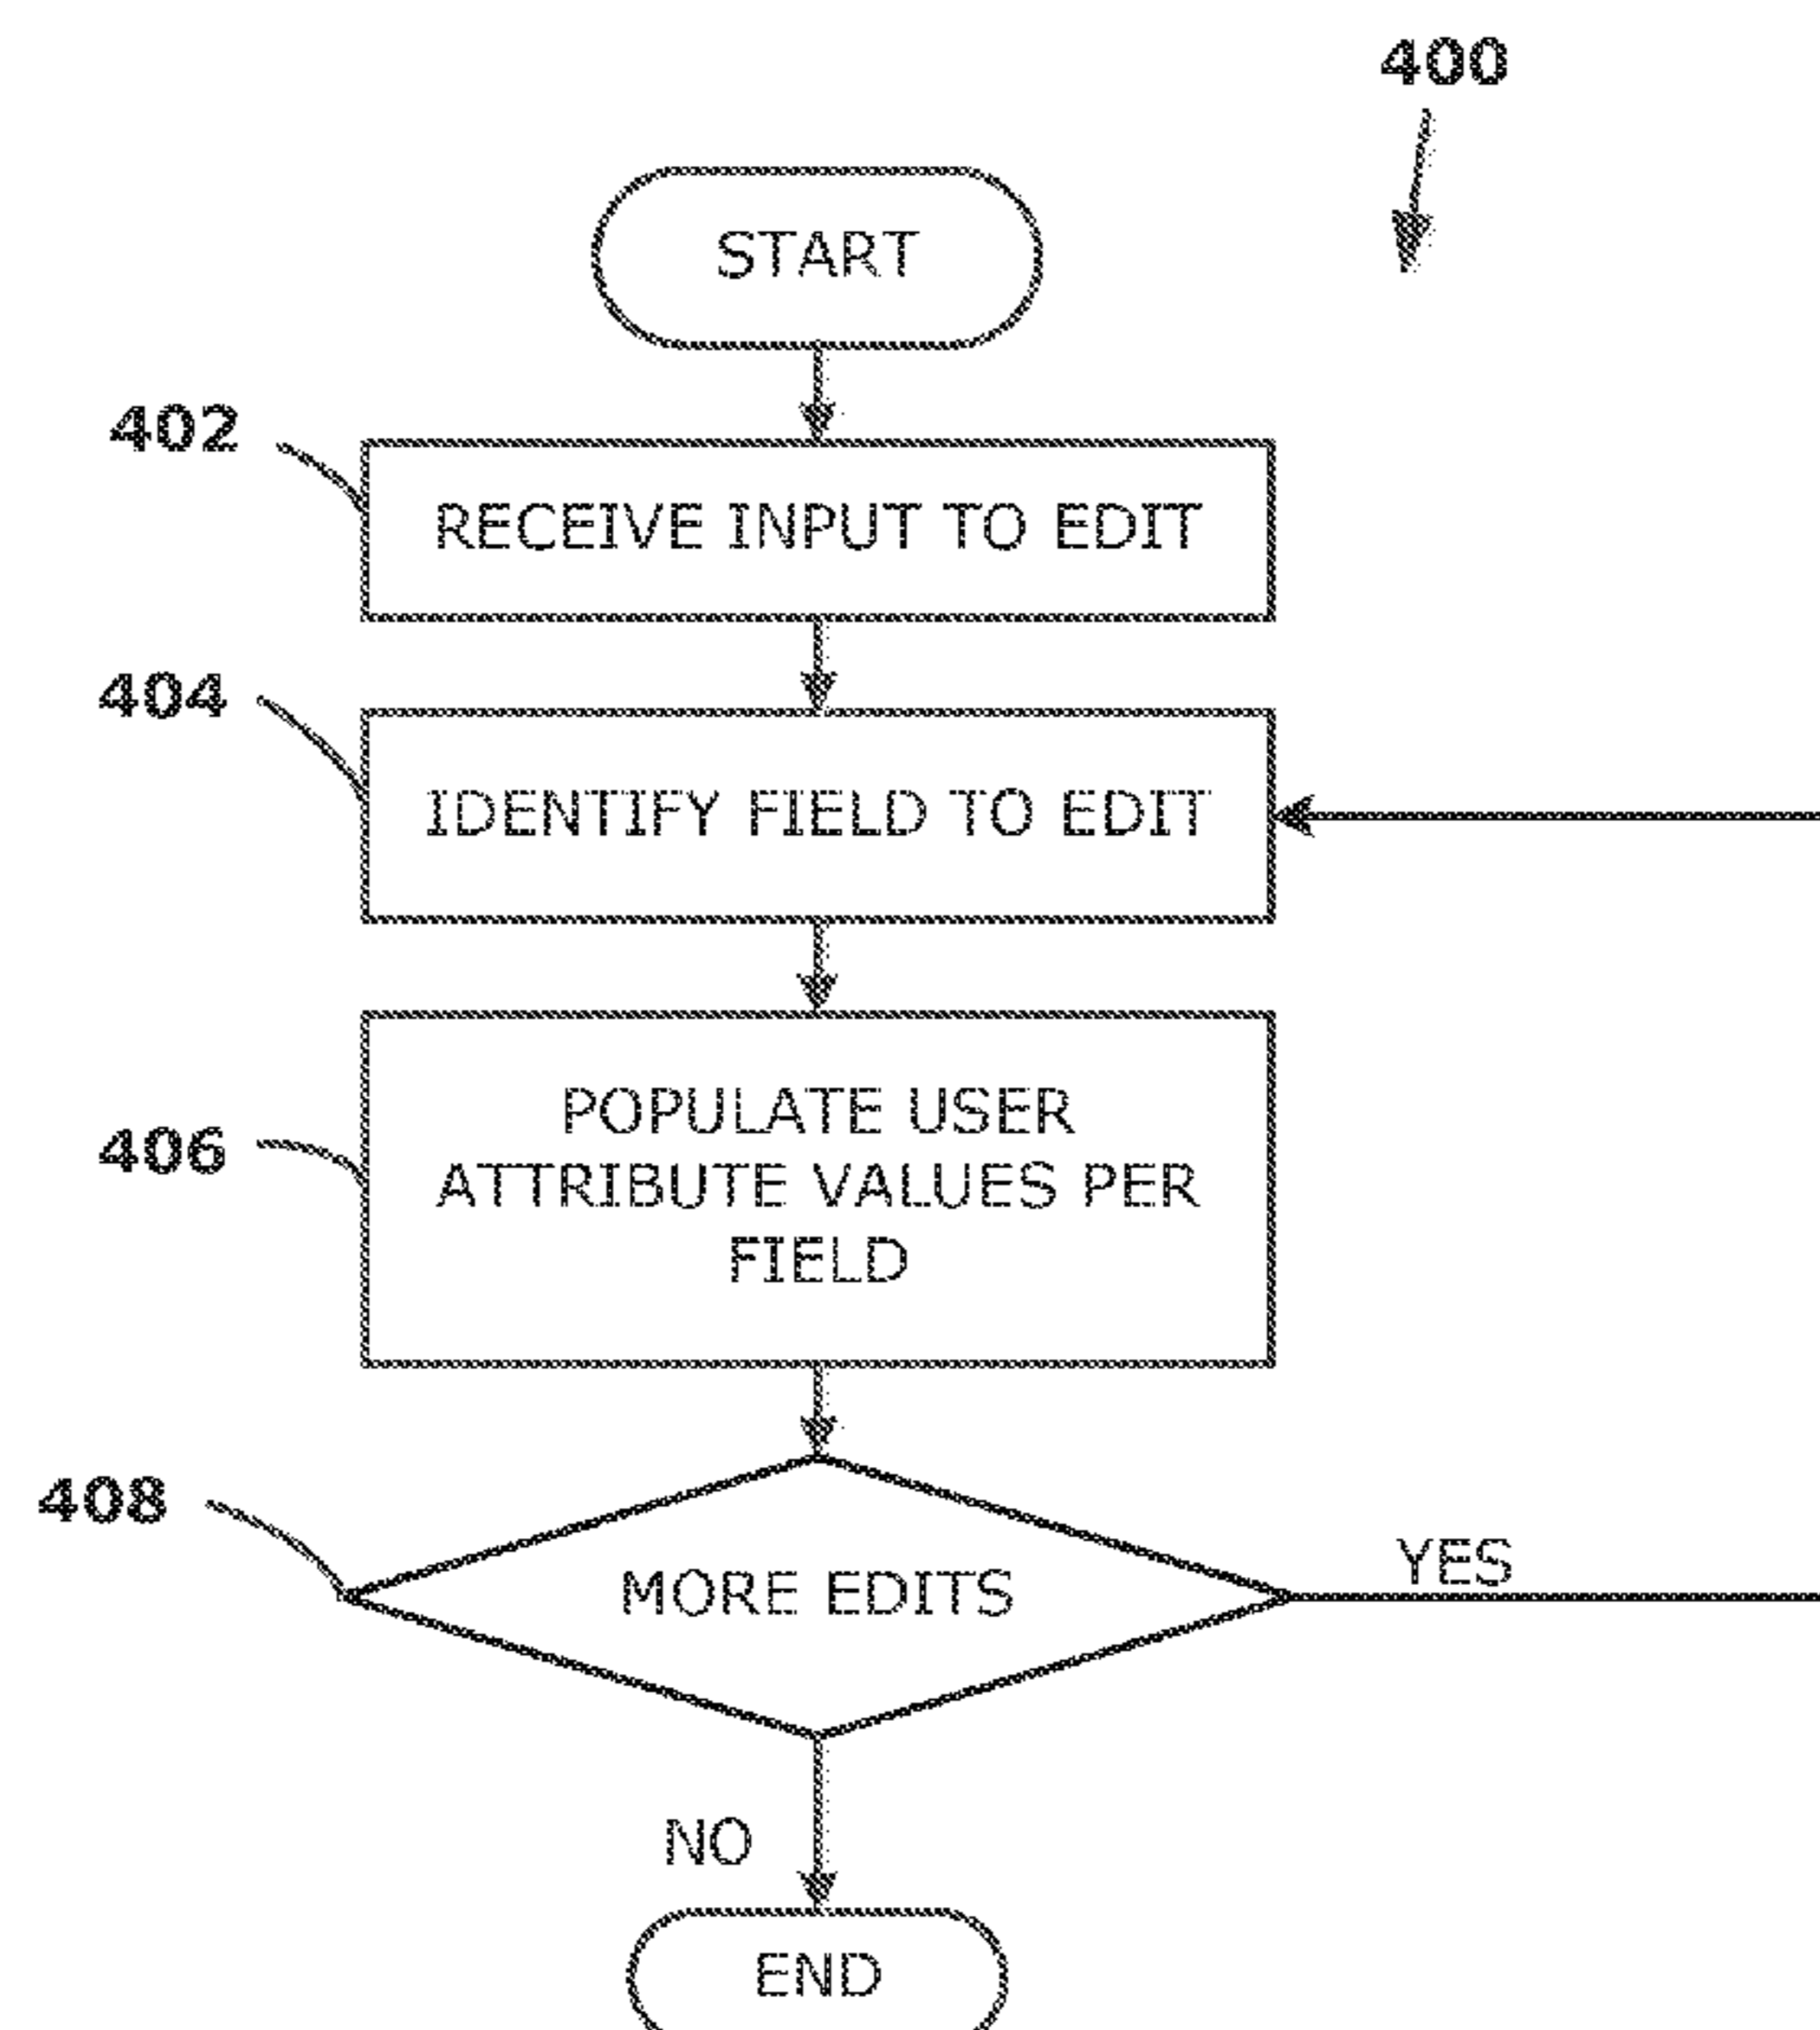 400
START
402
RECEIVE INPUT TO EDIT
404
IDENTIFY FIELD TO EDIT
406
POPULATE USER
ATTRIBUTE VALUES PER
FIELD
408
MORE EDITS
YES
NO
END